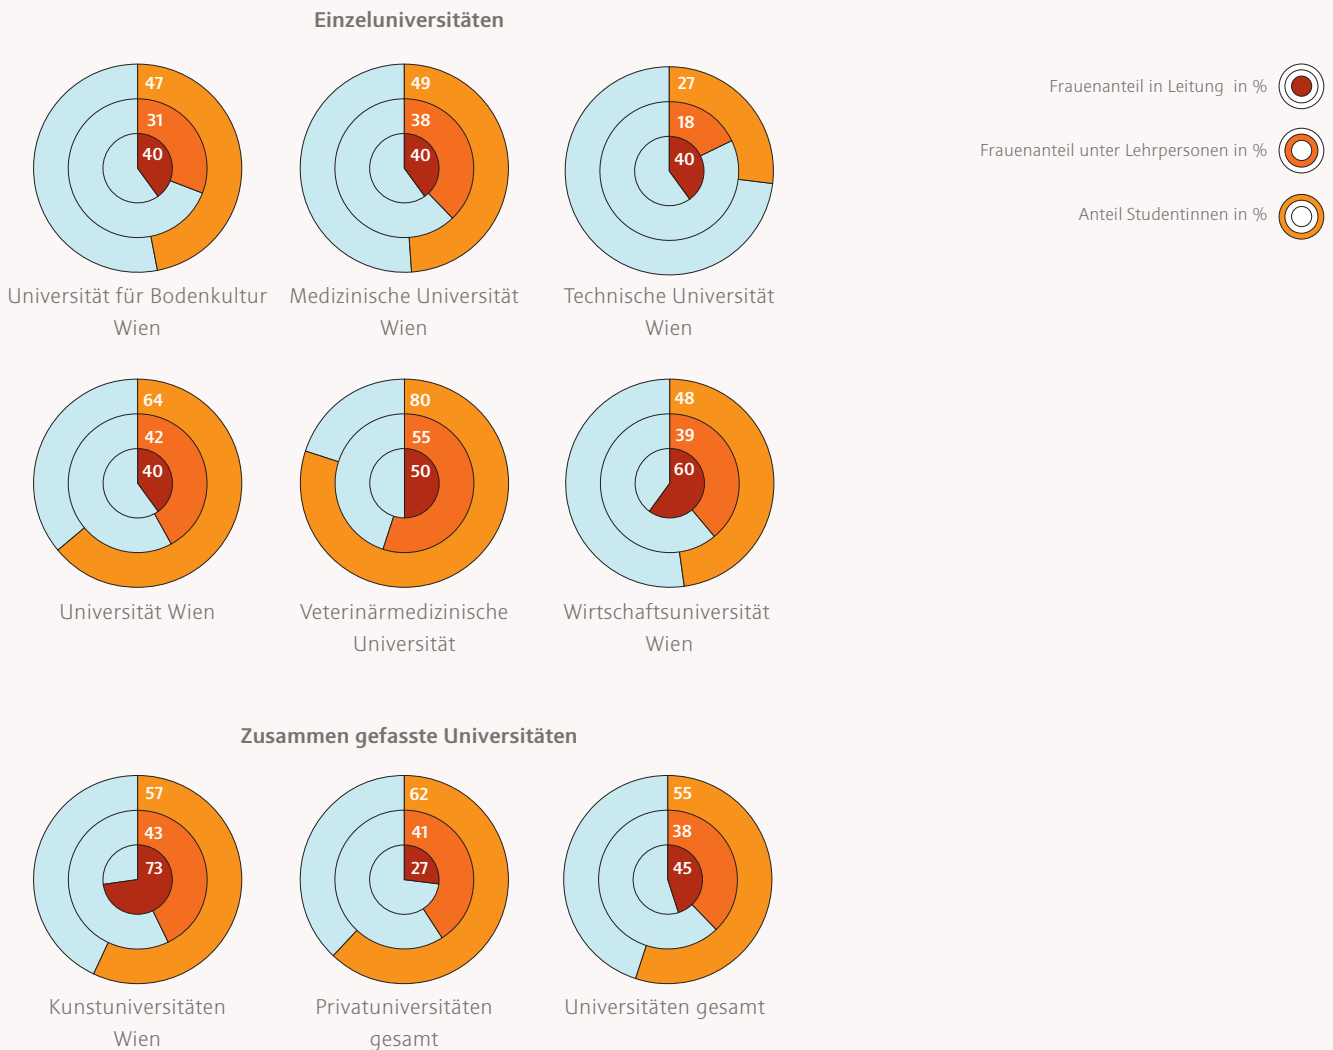 Einzeluniversitäten
Frauenanteil in Leitung in %
Frauenanteil unter Lehrpersonen in %
Anteil Studentinnen in %
47
31
40
49
38
40
27
18
40
Universität für Bodenkultur
Wien
Medizinische Universität
Wien
Technische Universität
Wien
64
42
40
80
55
50
48
39
60
Universität Wien
Veterinärmedizinische
Universität
Wirtschaftsuniversität
Wien
Zusammen gefasste Universitäten
57
43
73
62
41
27
55
38
45
Kunstuniversitäten
Wien
Privatuniversitäten
gesamt
Universitäten gesamt